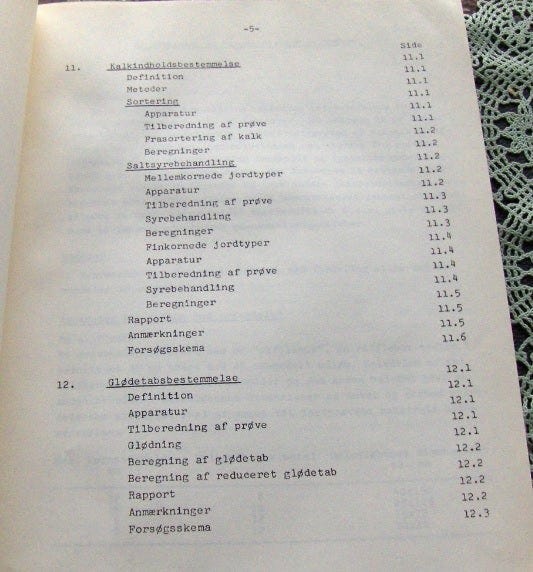 -5-
Side
11. Kalkindholdsbestemmelse 11.1
Definition 11.1
Metoder 11.1
Sortering 11.1
Apparatur 11.1
Tilberedning af prøve 11.1
Frasortering af kalk 11.2
Beregninger 11.2
Saltsyrebehandling 11.2
Mellemkornede jordtyper 11.2
Apparatur 11.2
Tilberedning af prøve 11.3
Syrebehandling 11.3
Beregninger 11.3
Finkornede jordtyper 11.4
Apparatur 11.4
Tilberedning af prøve 11.4
Syrebehandling 11.4
Beregninger 11.5
Rapport 11.5
Anmærkninger 11.5
Forsøgsskema 11.6
12. Glødetabsbestemmelse 12.1
Definition 12.1
Apparatur 12.1
Tilberedning af prøve 12.1
Glødning 12.1
Beregning af glødetab 12.2
Beregning af reduceret glødetab 12.2
Rapport 12.2
Anmærkninger 12.2
Forsøgsskema 12.3